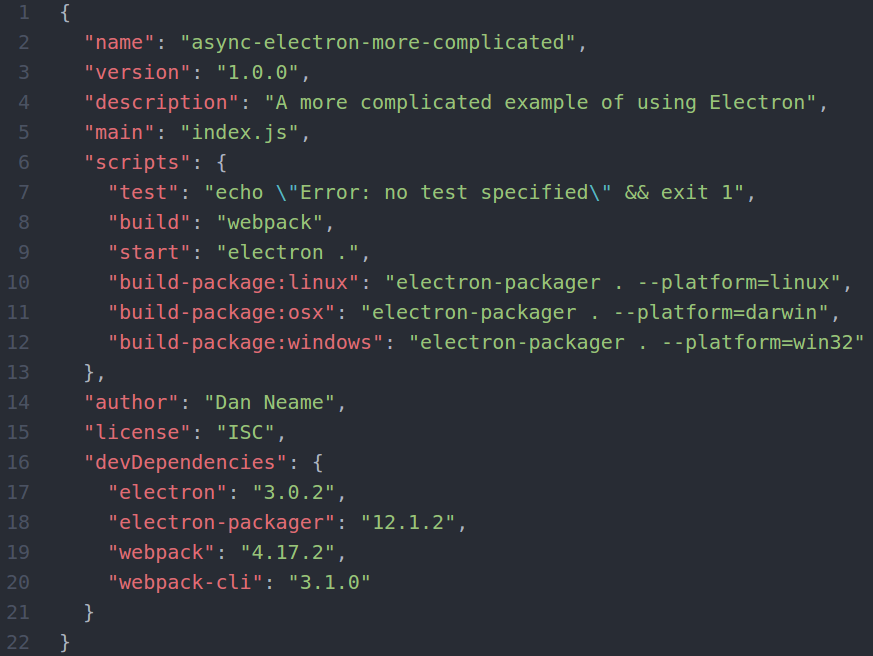 1 {
2   "name": "async-electron-more-complicated",
3   "version": "1.0.0",
4   "description": "A more complicated example of using Electron",
5   "main": "index.js",
6   "scripts": {
7     "test": "echo \"Error: no test specified\" && exit 1",
8     "build": "webpack",
9     "start": "electron .",
10     "build-package:linux": "electron-packager . --platform=linux",
11     "build-package:osx": "electron-packager . --platform=darwin",
12     "build-package:windows": "electron-packager . --platform=win32"
13   },
14   "author": "Dan Neame",
15   "license": "ISC",
16   "devDependencies": {
17     "electron": "3.0.2",
18     "electron-packager": "12.1.2",
19     "webpack": "4.17.2",
20     "webpack-cli": "3.1.0"
21   }
22 }